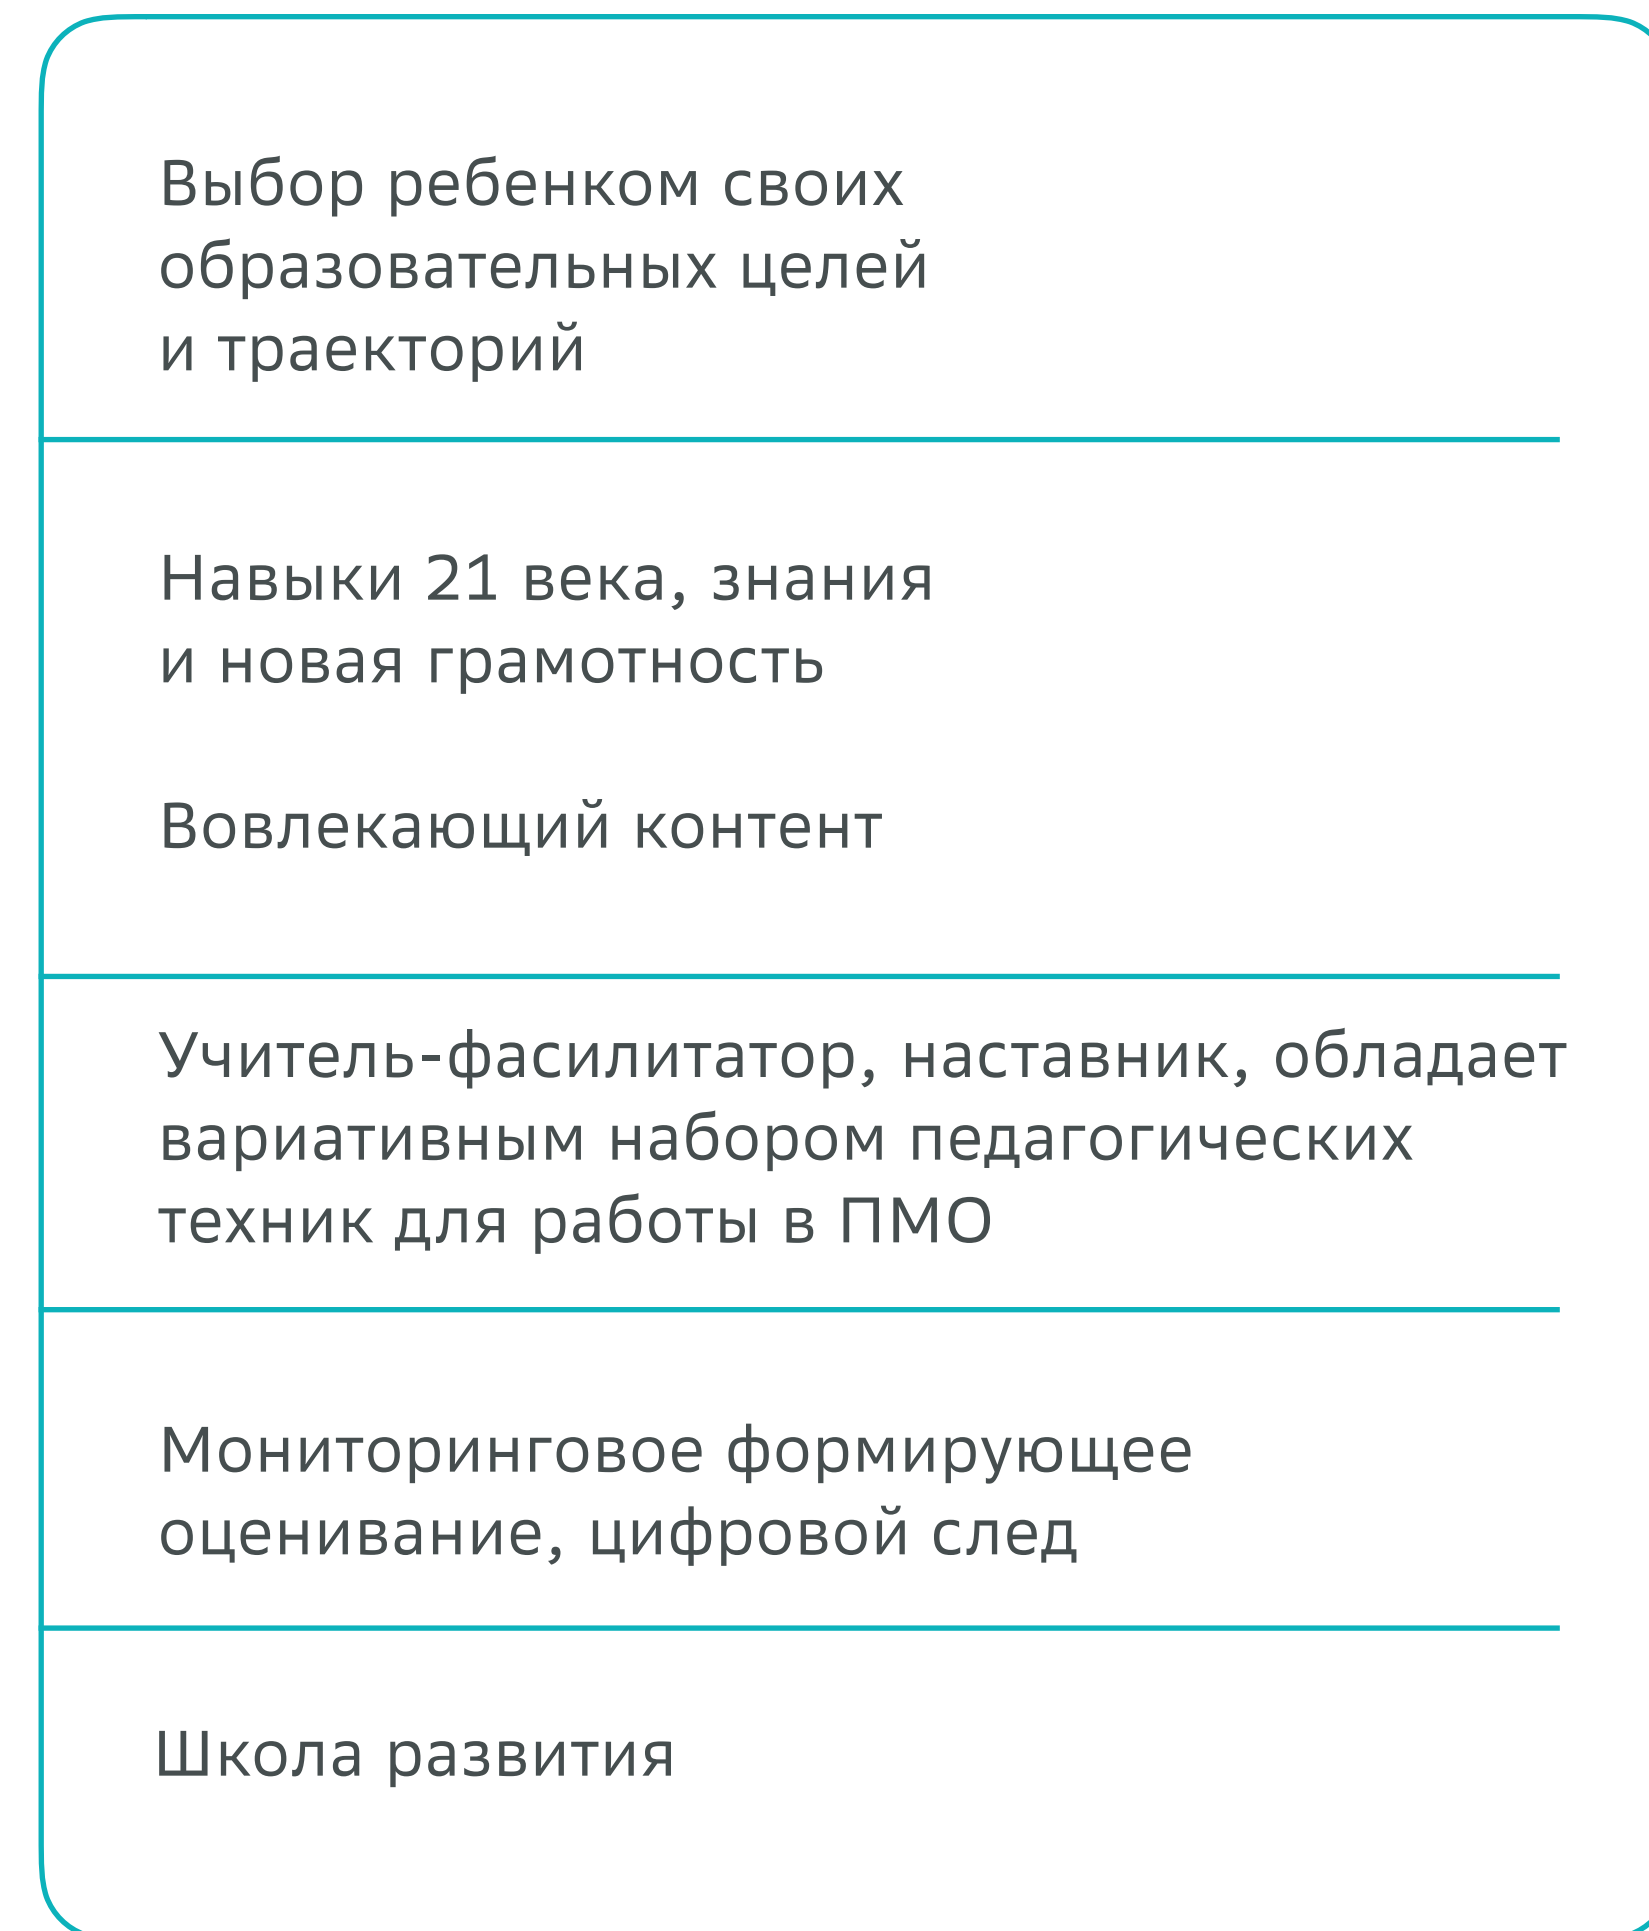 Выбор ребенком своих
образовательных целей
и траекторий
Навыки 21 века, знания
и новая грамотность
Вовлекающий контент
Учитель-фасилитатор, наставник, обладает
вариативным набором педагогических
техник для работы в ПМО
Мониторинговое формирующее
оценивание, цифровой след
Школа развития